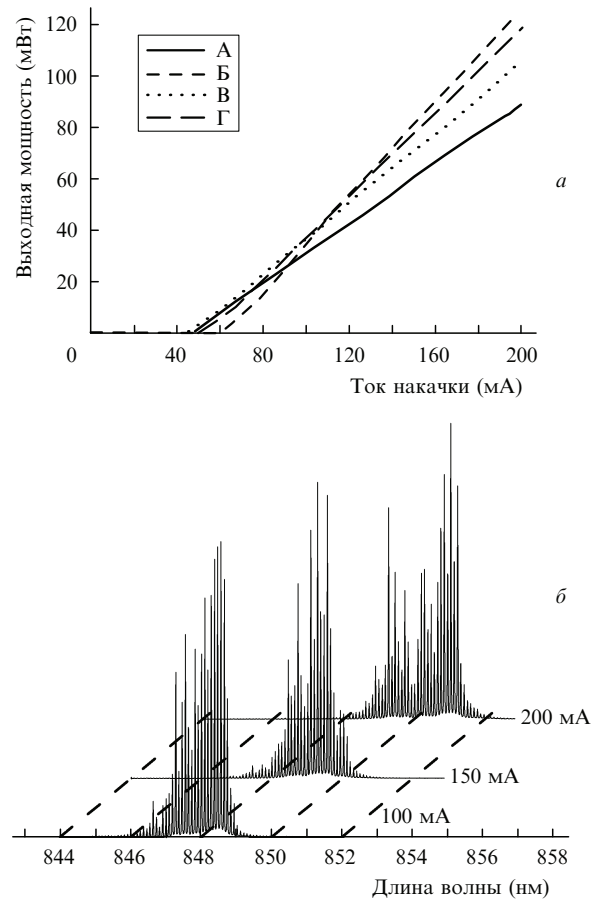 Выходная мощность (мВт)
120
100
80
60
40
20
А
Б
В
Г
а
0 40 80 120 160 200
Ток накачки (мА)
б
200 мА
150 мА
100 мА
844 846 848 850 852 854 856 858
Длина волны (нм)